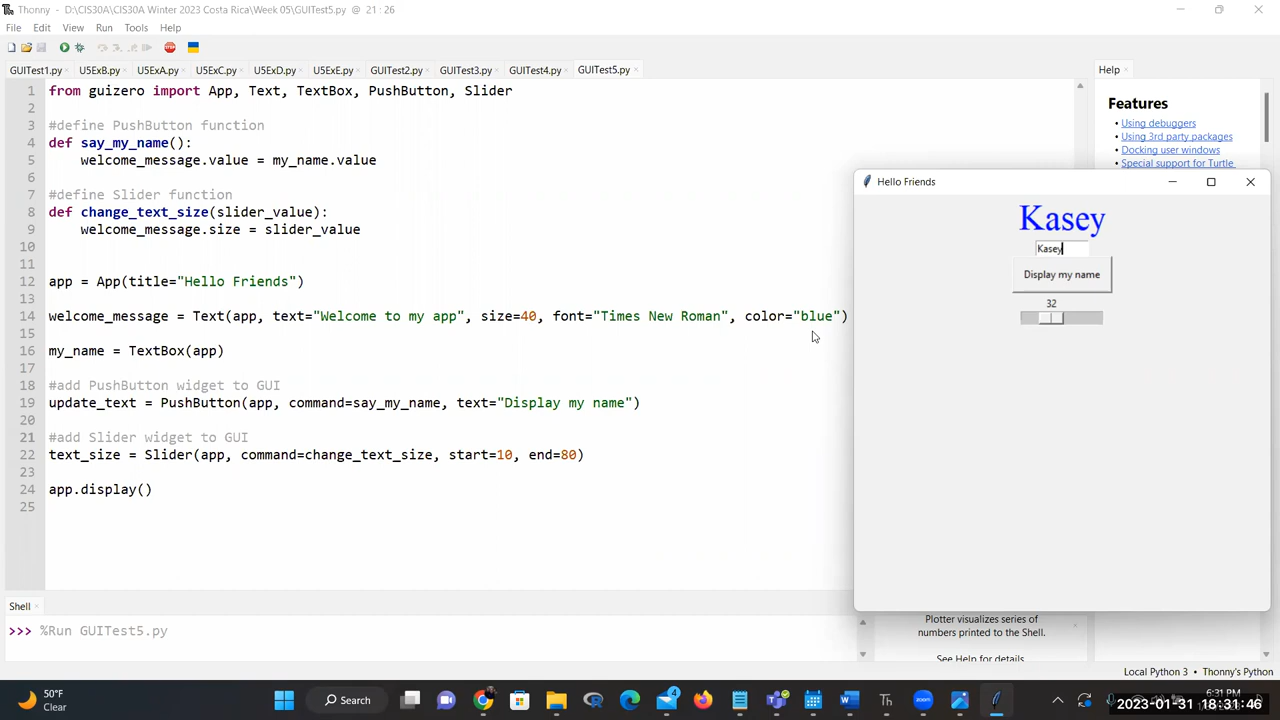 Thonny - D:\CIS30A\CIS30A Winter 2023 Costa Rica\Week 05\GUITest5.py @ 21 : 26
File Edit View Run Tools Help
GUITest1.py U5ExB.py U5ExA.py U5ExC.py U5ExD.py U5ExE.py GUITest2.py GUITest3.py GUITest4.py GUITest5.py
1 from guizero import App, Text, TextBox, PushButton, Slider
2
3 #define PushButton function
4 def say_my_name():
5 welcome_message.value = my_name.value
6
7 #define Slider function
8 def change_text_size(slider_value):
9 welcome_message.size = slider_value
10
11
12 app = App(title="Hello Friends")
13
14 welcome_message = Text(app, text="Welcome to my app", size=40, font="Times New Roman", color="blue")
15
16 my_name = TextBox(app)
17
18 #add PushButton widget to GUI
19 update_text = PushButton(app, command=say_my_name, text="Display my name")
20
21 #add Slider widget to GUI
22 text_size = Slider(app, command=change_text_size, start=10, end=80)
23
24 app.display()
25
Help
Features
• Using debuggers
• Using 3rd party packages
• Docking user windows
• Special support for Turtle
Hello Friends
Kasey
Kasey
Display my name
32
Shell
>>> %Run GUITest5.py
Plotter visualizes series of
numbers printed to the Shell.
See Help for details.
Local Python 3 • Thonny's Python
50°F
Clear
Search
4
Th
6:31 PM
2023-01-31 18:31:46